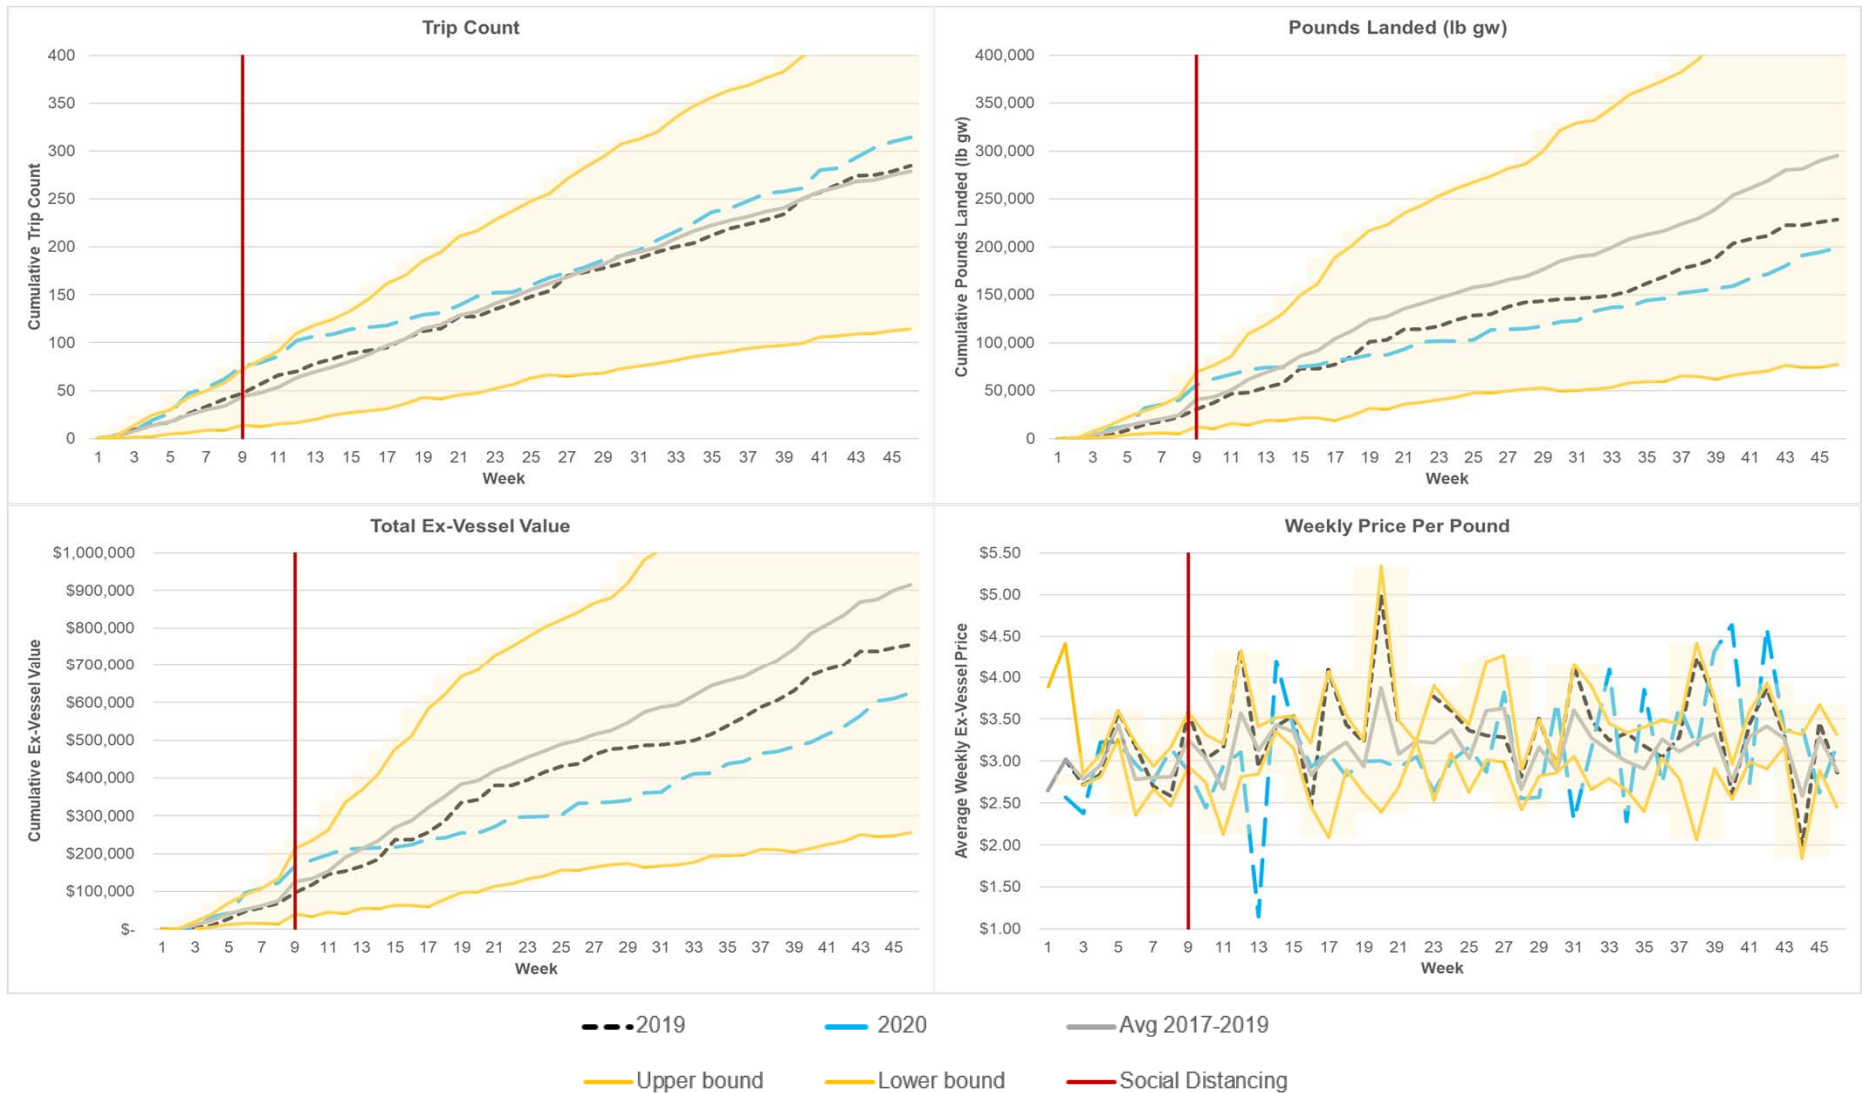 Trip Count
Cumulative Trip Count
400
350
300
250
200
150
100
50
0
1 3 5 7 9 11 13 15 17 19 21 23 25 27 29 31 33 35 37 39 41 43 45
Week
Pounds Landed (lb gw)
Cumulative Pounds Landed (lb gw)
400,000
350,000
300,000
250,000
200,000
150,000
100,000
50,000
0
1 3 5 7 9 11 13 15 17 19 21 23 25 27 29 31 33 35 37 39 41 43 45
Week
Total Ex-Vessel Value
Cumulative Ex-Vessel Value
$1,000,000
$900,000
$800,000
$700,000
$600,000
$500,000
$400,000
$300,000
$200,000
$100,000
$-
1 3 5 7 9 11 13 15 17 19 21 23 25 27 29 31 33 35 37 39 41 43 45
Week
Weekly Price Per Pound
Average Weekly Ex-Vessel Price
$5.50
$5.00
$4.50
$4.00
$3.50
$3.00
$2.50
$2.00
$1.50
$1.00
1 3 5 7 9 11 13 15 17 19 21 23 25 27 29 31 33 35 37 39 41 43 45
Week
2019 2020 Avg 2017-2019
Upper bound Lower bound Social Distancing